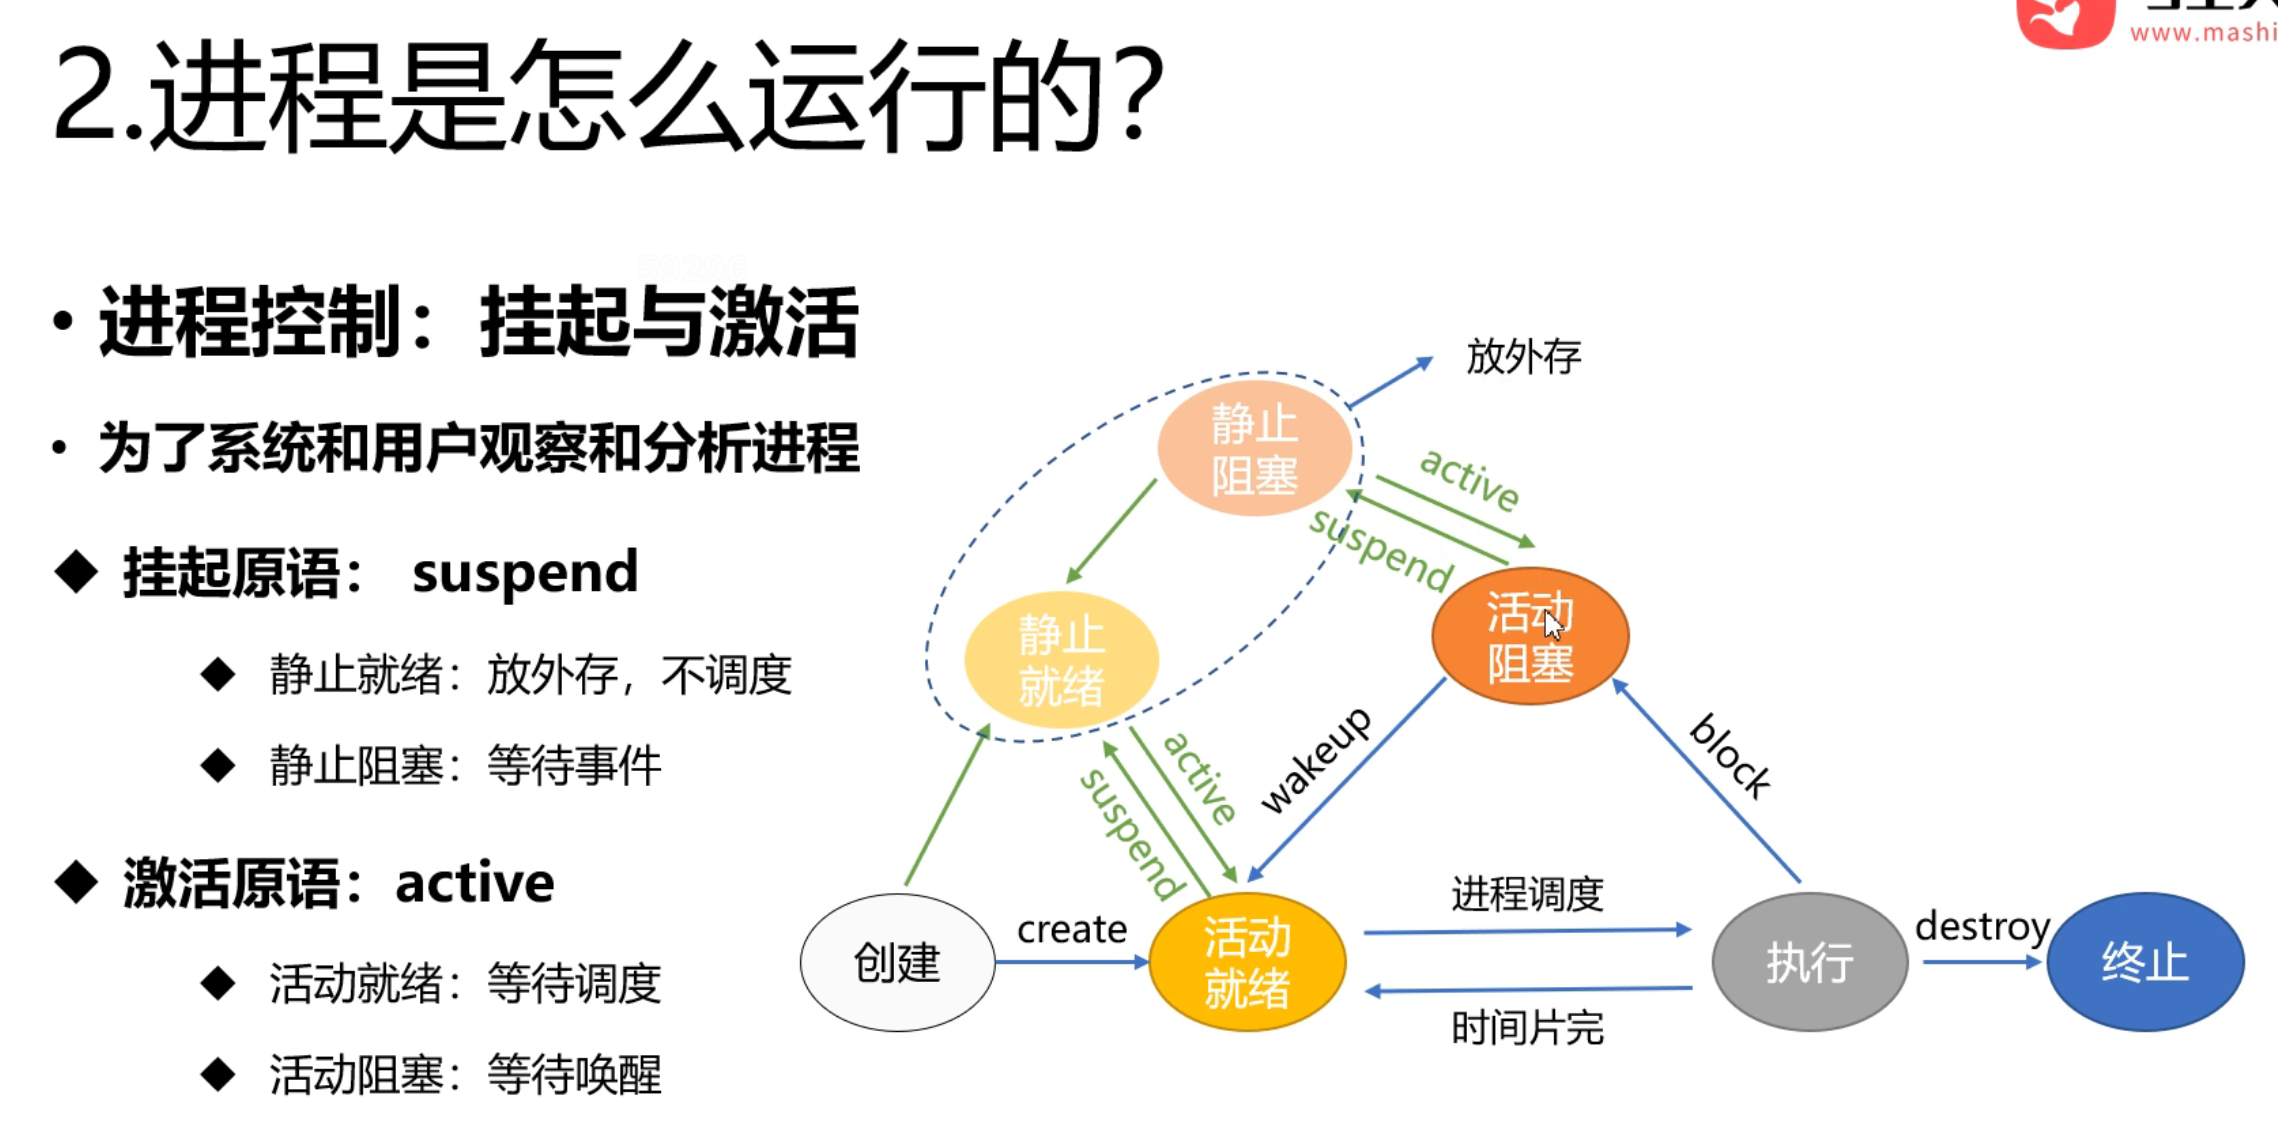 2.进程是怎么运行的?
www.mashi
59296
• 进程控制：挂起与激活
• 为了系统和用户观察和分析进程
◆ 挂起原语： suspend
◆ 静止就绪：放外存，不调度
◆ 静止阻塞：等待事件
◆ 激活原语：active
◆ 活动就绪：等待调度
◆ 活动阻塞：等待唤醒
放外存
静止
阻塞
active
suspend
静止
就绪
活动
阻塞
active
suspend
wakeup
block
创建
create
活动
就绪
进程调度
时间片完
执行
destroy
终止